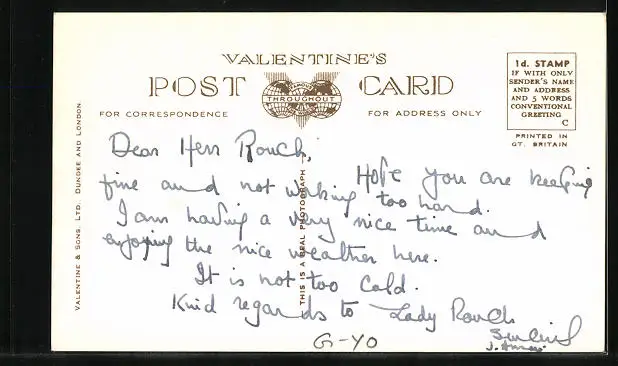 VALENTINE'S
POST CARD
THROUGHOUT
FOR CORRESPONDENCE
FOR ADDRESS ONLY
1d. STAMP
IF WITH ONLY
SENDER'S NAME
AND ADDRESS
AND 5 WORDS
CONVENTIONAL
GREETING
C
PRINTED IN
GT. BRITAIN
VALENTINE & SONS, LTD. DUNDEE AND LONDON.
THIS IS A REAL PHOTOGRAPH
Dear Herr Rouch,
Hope you are keeping
fine and not working too hard.
I am having a very nice time and
enjoying the nice weather here.
It is not too Cold.
Kind regards to Lady Rouch
J.
G-YO